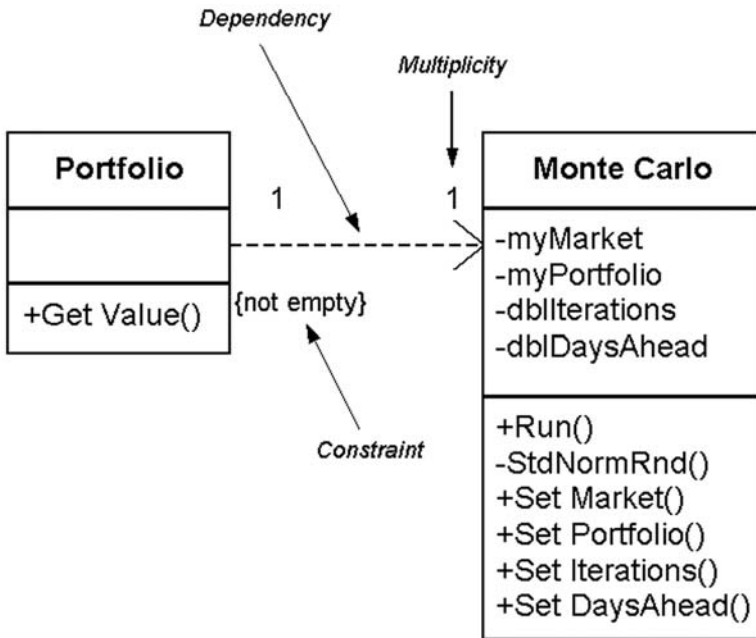 Dependency
Multiplicity
Portfolio
1
1
Monte Carlo
-myMarket
-myPortfolio
-dblIterations
-dblDaysAhead
+Get Value()
{not empty}
Constraint
+Run()
-StdNormRnd()
+Set Market()
+Set Portfolio()
+Set Iterations()
+Set DaysAhead()